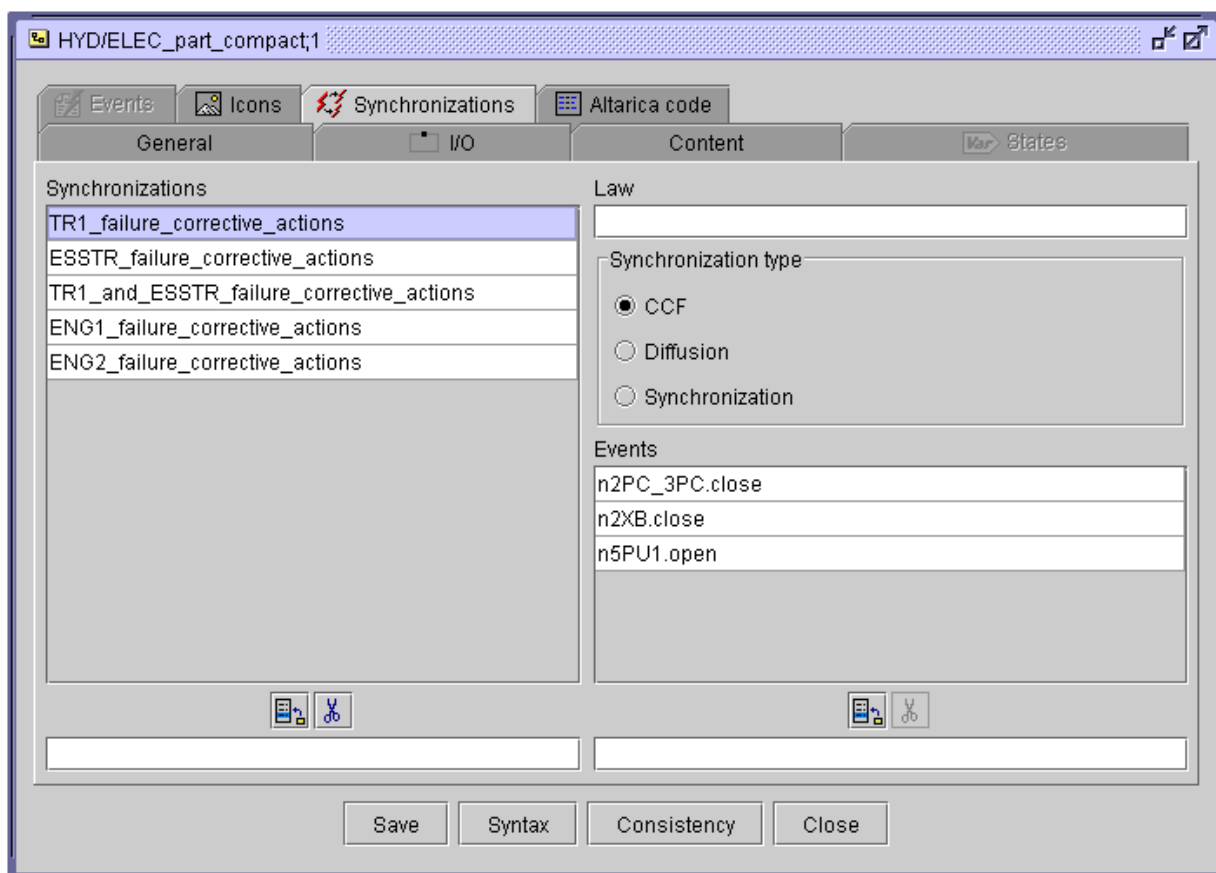 HYD/ELEC_part_compact;1
Events Icons Synchronizations Altarica code
General I/O Content Var States
Synchronizations
TR1_failure_corrective_actions
ESSTR_failure_corrective_actions
TR1_and_ESSTR_failure_corrective_actions
ENG1_failure_corrective_actions
ENG2_failure_corrective_actions
Law
Synchronization type
CCF
Diffusion
Synchronization
Events
n2PC_3PC.close
n2XB.close
n5PU1.open
Save Syntax Consistency Close